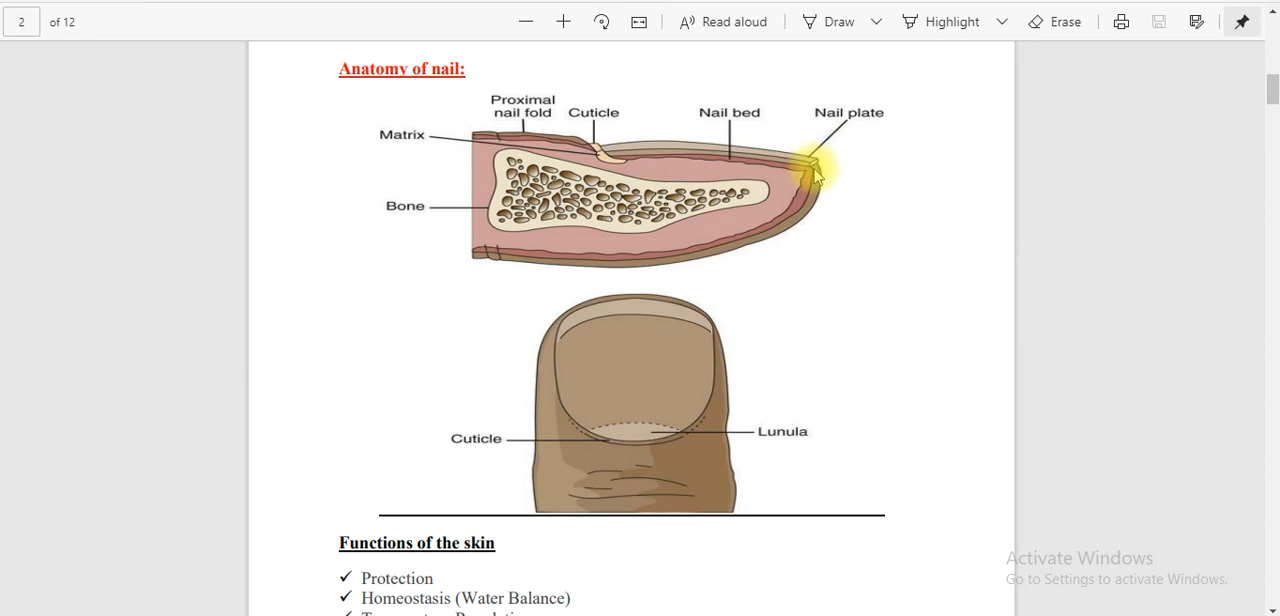 2 of 12 Read aloud Draw Highlight Erase
Anatomy of nail:
Proximal
nail fold Cuticle Nail bed Nail plate
Matrix
Bone
Cuticle Lunula
Functions of the skin
✓ Protection
✓ Homeostasis (Water Balance)
Activate Windows
Go to Settings to activate Windows.